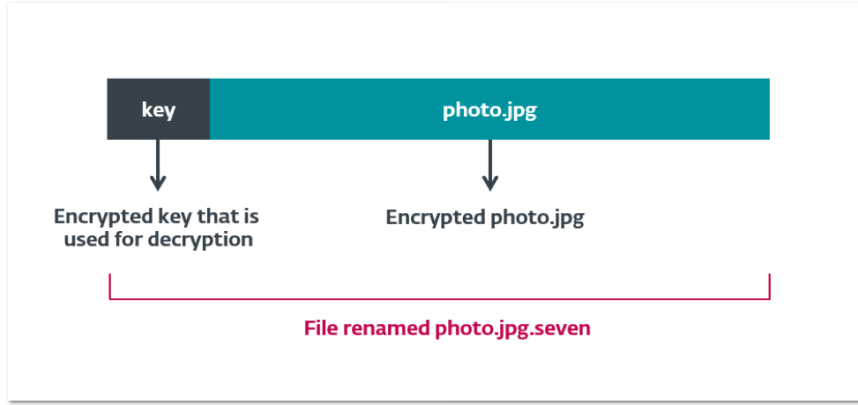 key
photo.jpg
Encrypted key that is
used for decryption
Encrypted photo.jpg
File renamed photo.jpg.seven